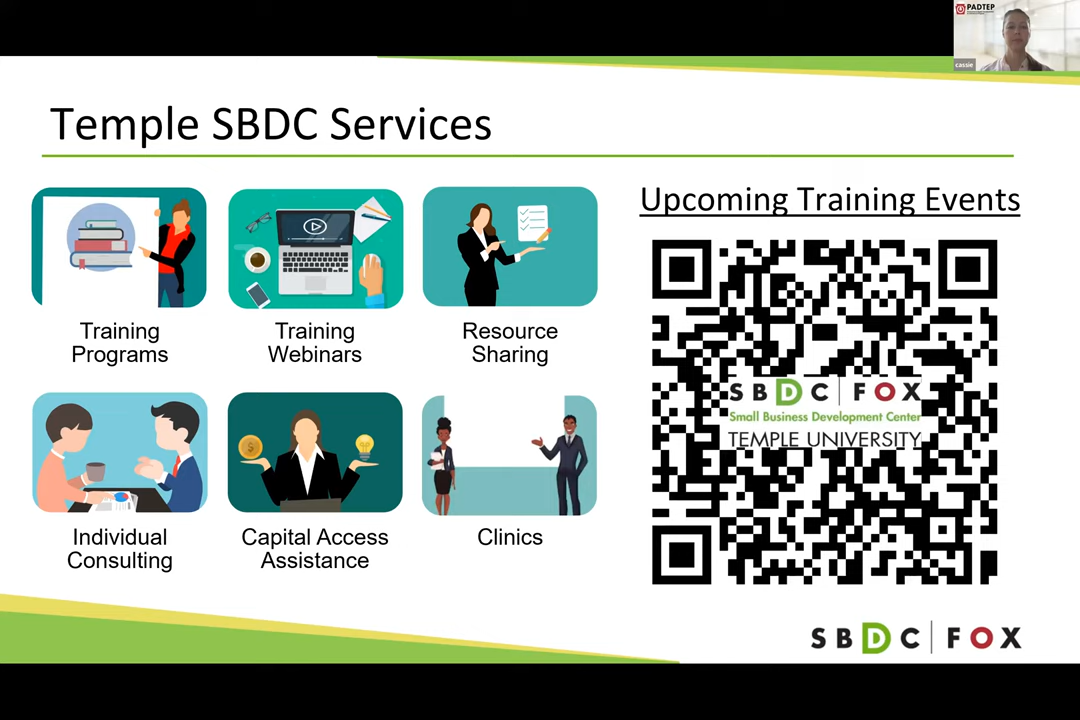 PADTEP
cassie
Temple SBDC Services
Training
Programs
Training
Webinars
Resource
Sharing
Individual
Consulting
Capital Access
Assistance
Clinics
Upcoming Training Events
SBDC | FOX
Small Business Development Center
TEMPLE UNIVERSITY
SBDC | FOX